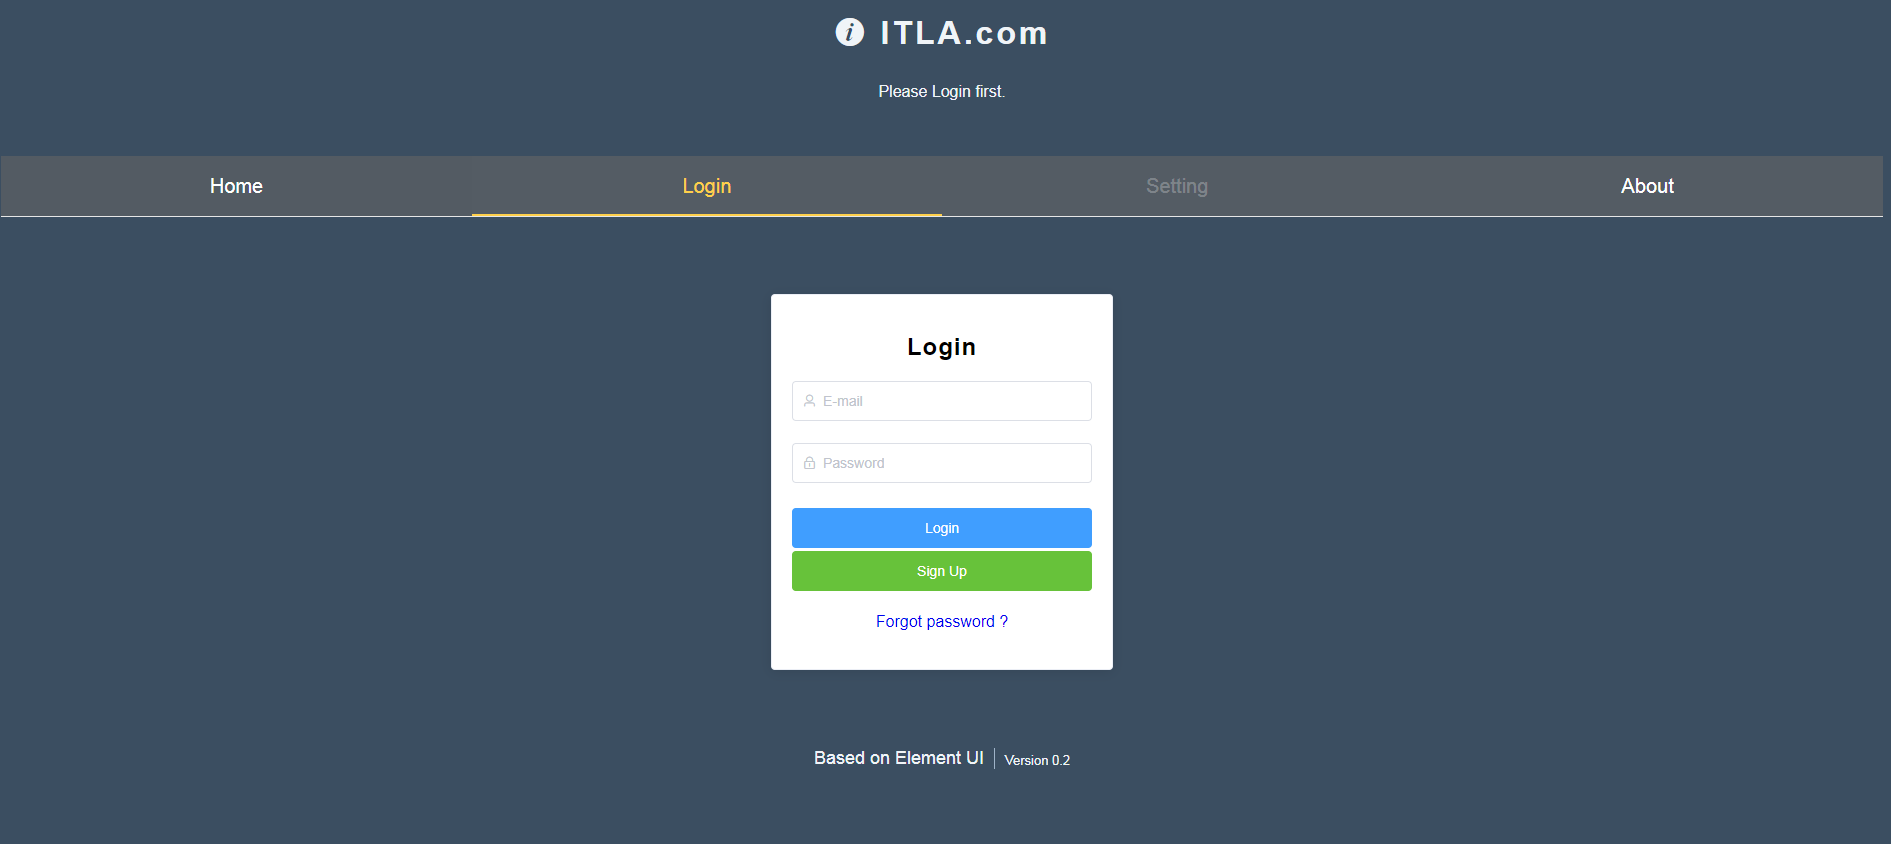 i ITLA.com
Please Login first.
Home Login Setting About
Login
E-mail
Password
Login
Sign Up
Forgot password ?
Based on Element UI Version 0.2